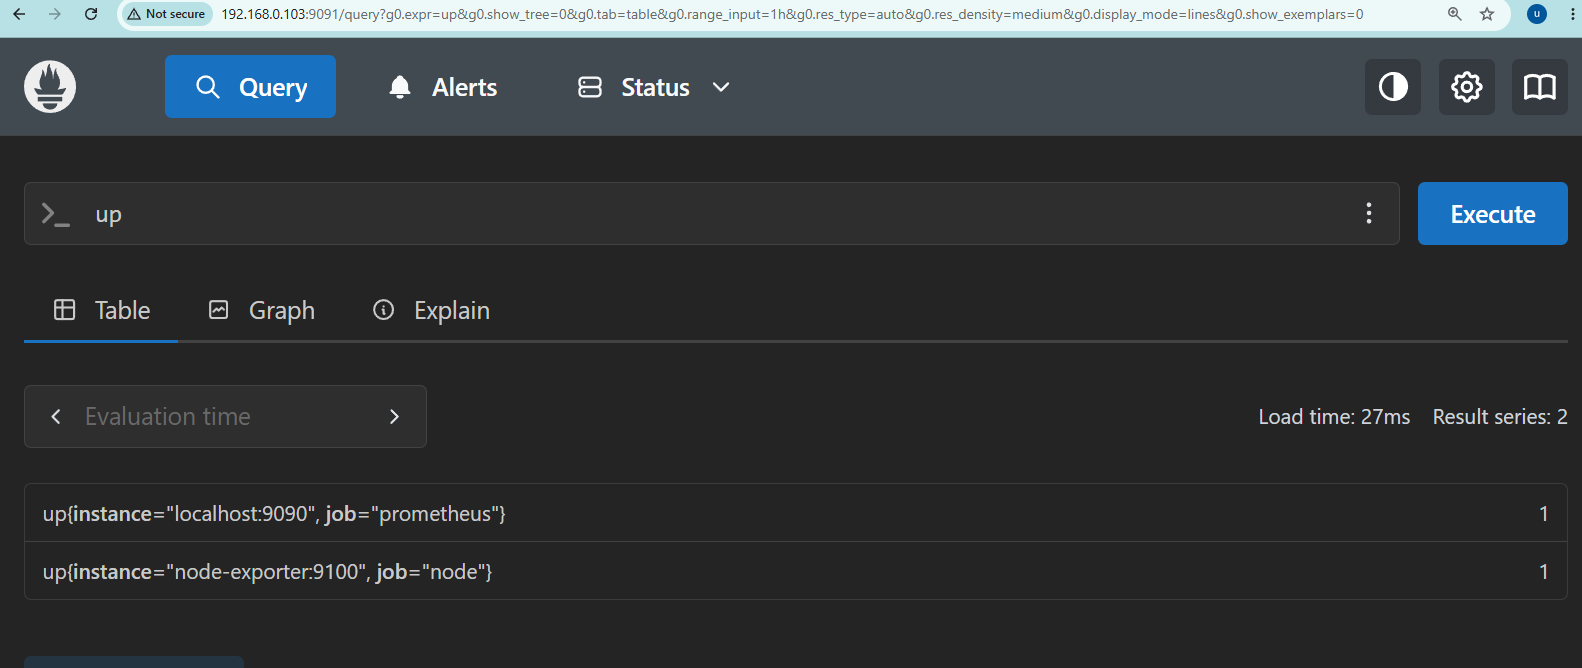 Not secure 192.168.0.103:9091/query?g0.expr=up&g0.show_tree=0&g0.tab=table&g0.range_input=1h&g0.res_type=auto&g0.res_density=medium&g0.display_mode=lines&g0.show_exemplars=0 u
Query Alerts Status
up Execute
Table Graph Explain
Evaluation time Load time: 27ms Result series: 2
up{instance="localhost:9090", job="prometheus"} 1
up{instance="node-exporter:9100", job="node"} 1